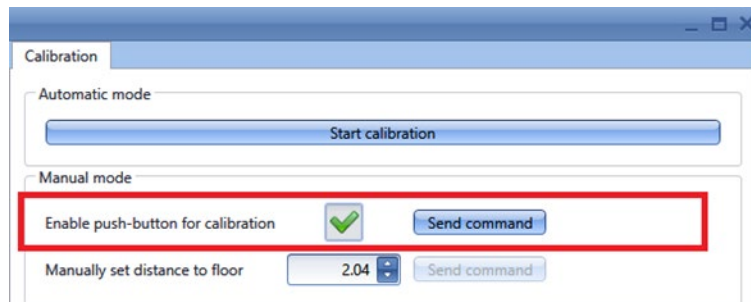 Calibration
Automatic mode
Start calibration
Manual mode
Enable push-button for calibration Send command
Manually set distance to floor 2.04 Send command